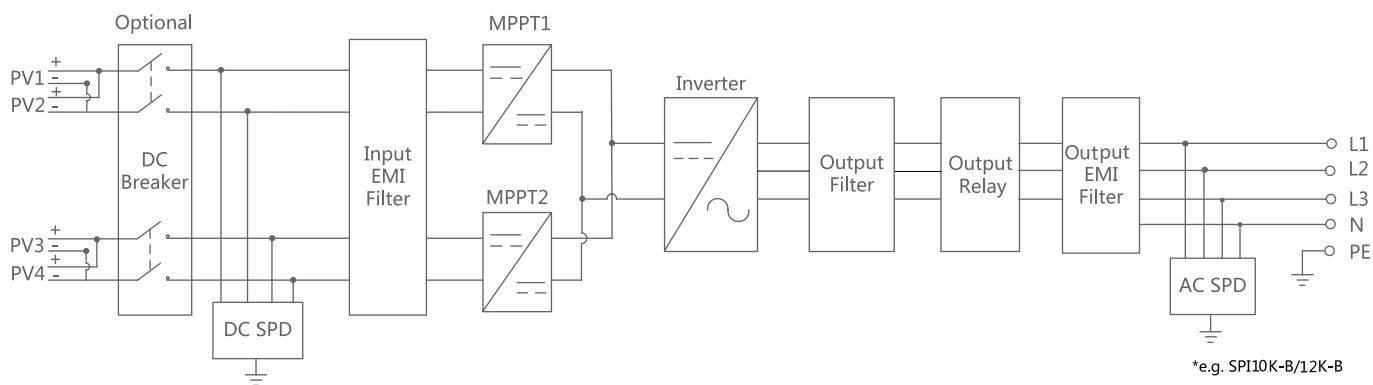 Optional
MPPT1
PV1
+
-
PV2
+
-
DC
Breaker
Input
EMI
Filter
Inverter
Output
Filter
Output
Relay
Output
EMI
Filter
L1
L2
L3
N
PE
MPPT2
PV3
+
-
PV4
+
-
DC SPD
AC SPD
*e.g. SPI10K-B/12K-B